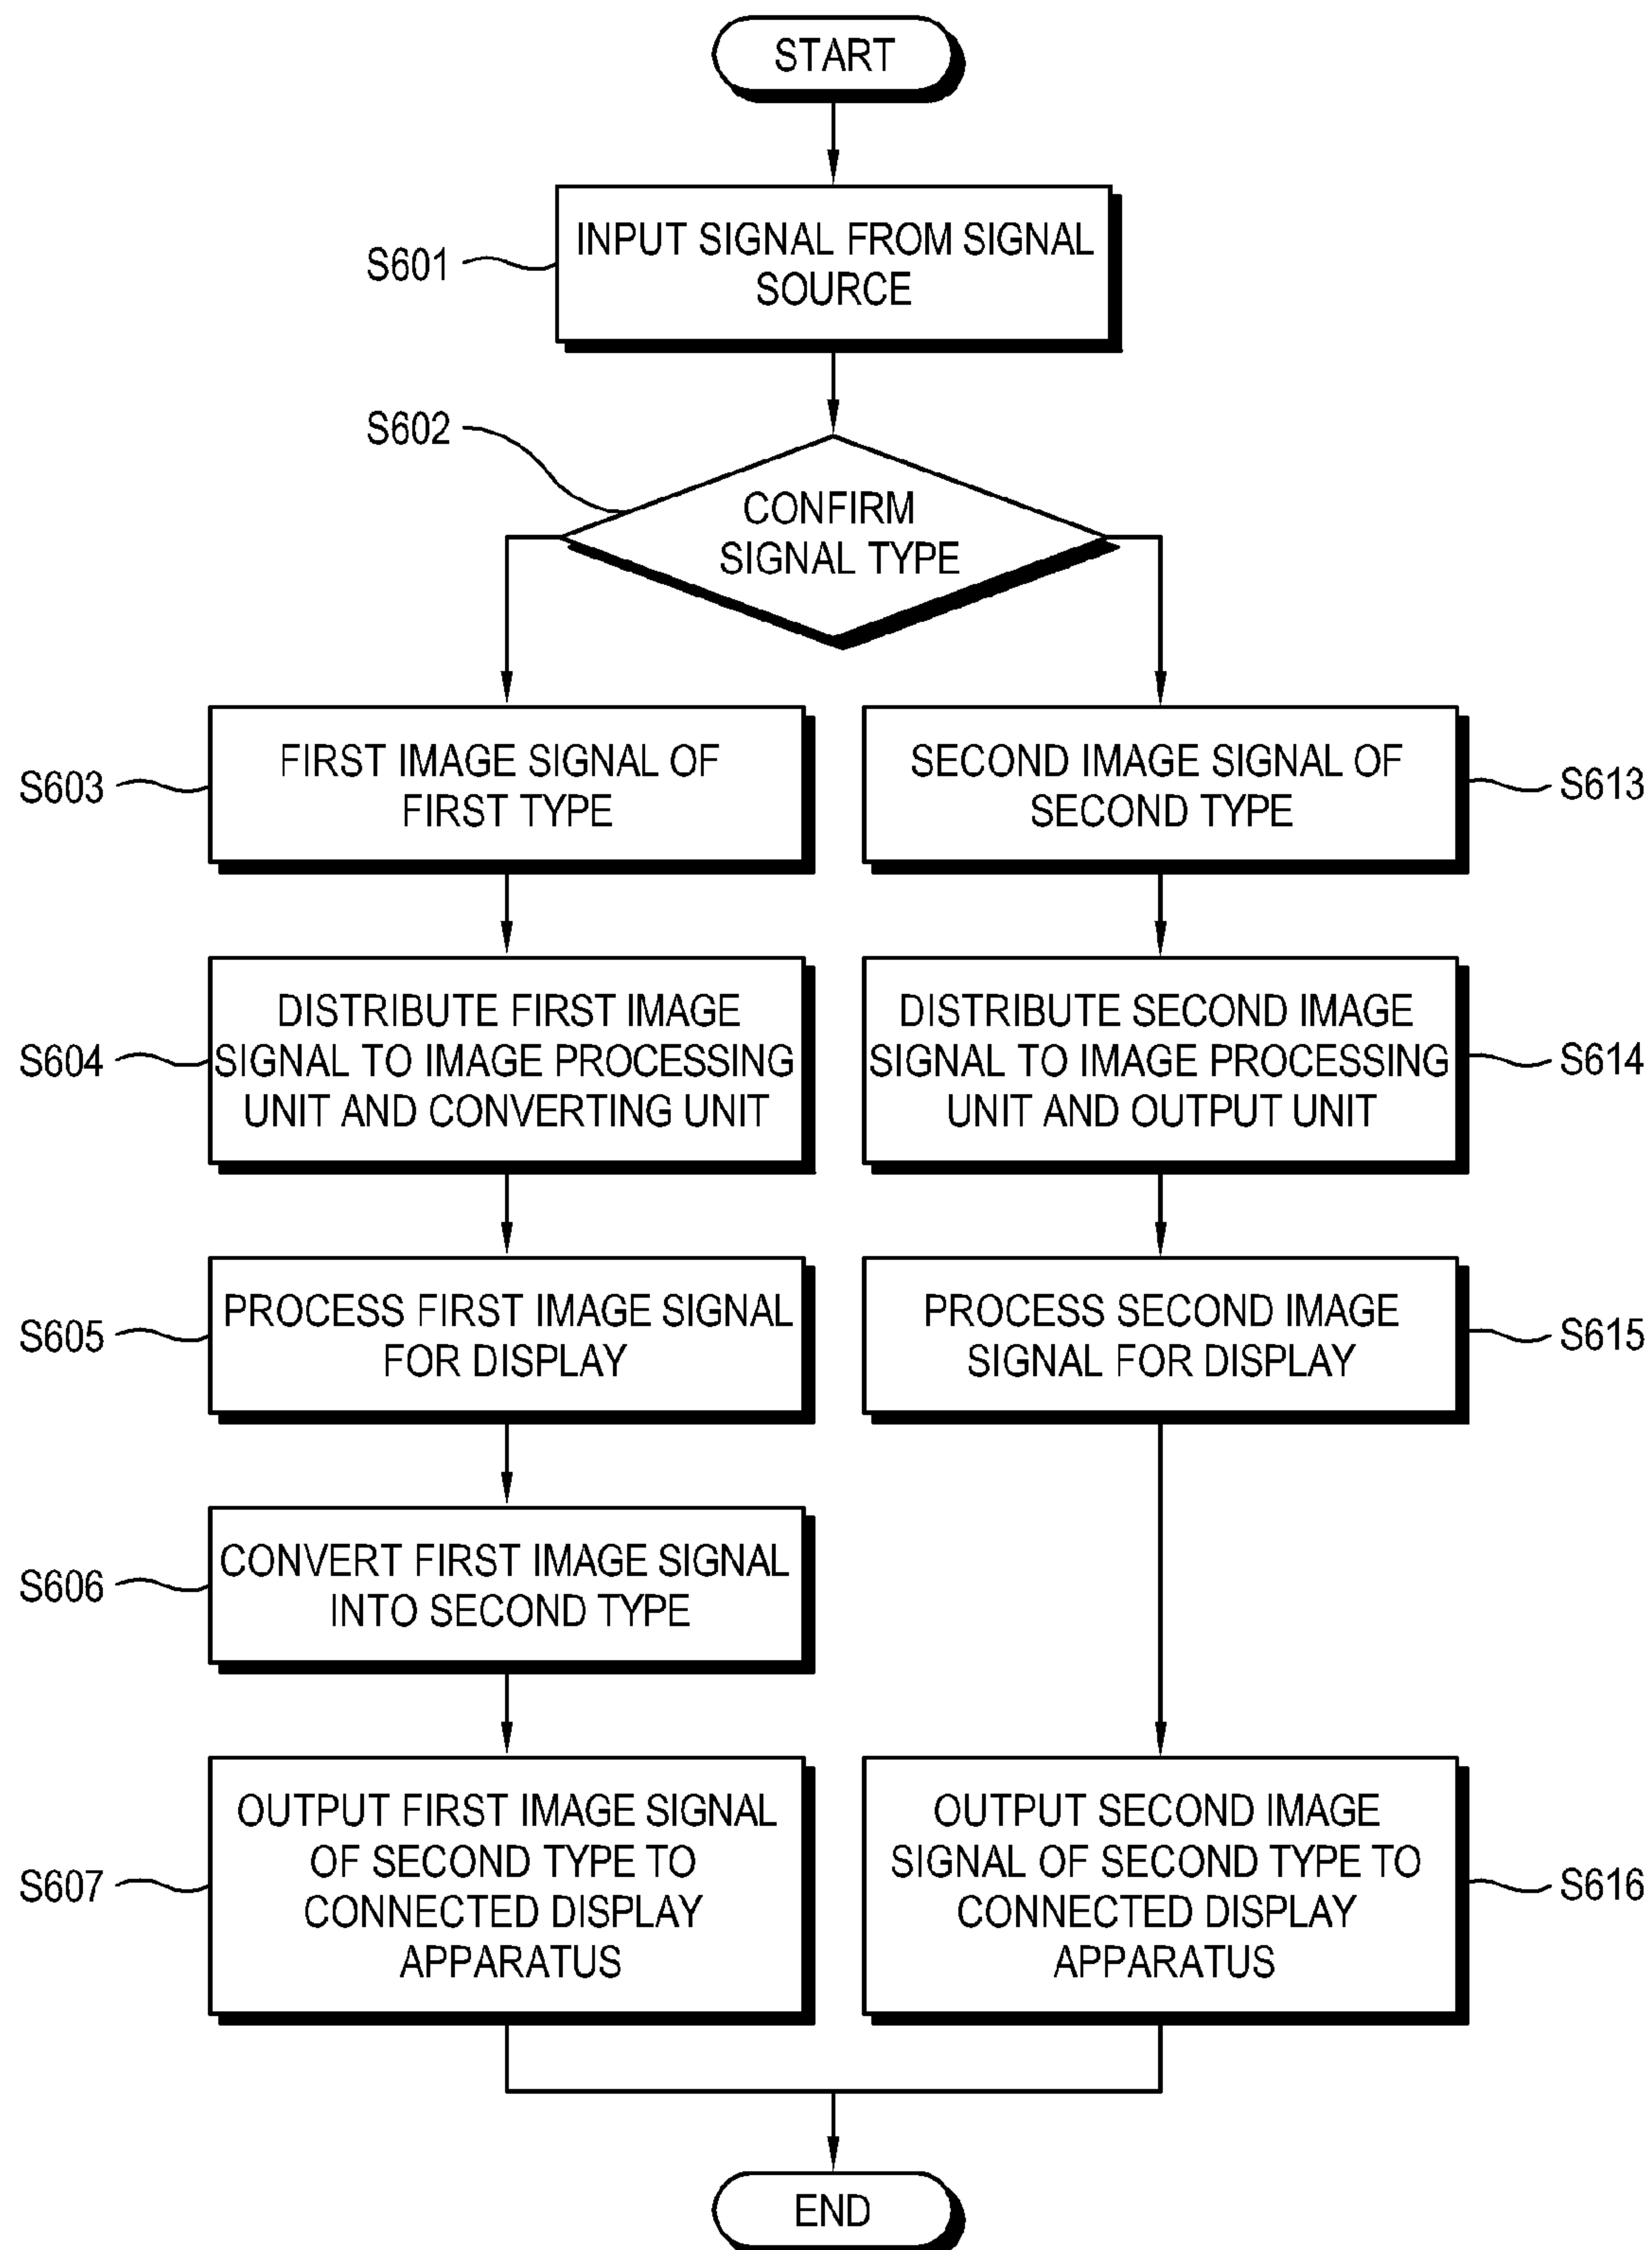 START
S601
INPUT SIGNAL FROM SIGNAL
SOURCE
S602
CONFIRM
SIGNAL TYPE
S603
FIRST IMAGE SIGNAL OF
FIRST TYPE
SECOND IMAGE SIGNAL OF
SECOND TYPE
S613
S604
DISTRIBUTE FIRST IMAGE
SIGNAL TO IMAGE PROCESSING
UNIT AND CONVERTING UNIT
DISTRIBUTE SECOND IMAGE
SIGNAL TO IMAGE PROCESSING
UNIT AND OUTPUT UNIT
S614
S605
PROCESS FIRST IMAGE SIGNAL
FOR DISPLAY
PROCESS SECOND IMAGE
SIGNAL FOR DISPLAY
S615
S606
CONVERT FIRST IMAGE SIGNAL
INTO SECOND TYPE
S607
OUTPUT FIRST IMAGE SIGNAL
OF SECOND TYPE TO
CONNECTED DISPLAY
APPARATUS
OUTPUT SECOND IMAGE
SIGNAL OF SECOND TYPE TO
CONNECTED DISPLAY
APPARATUS
S616
END